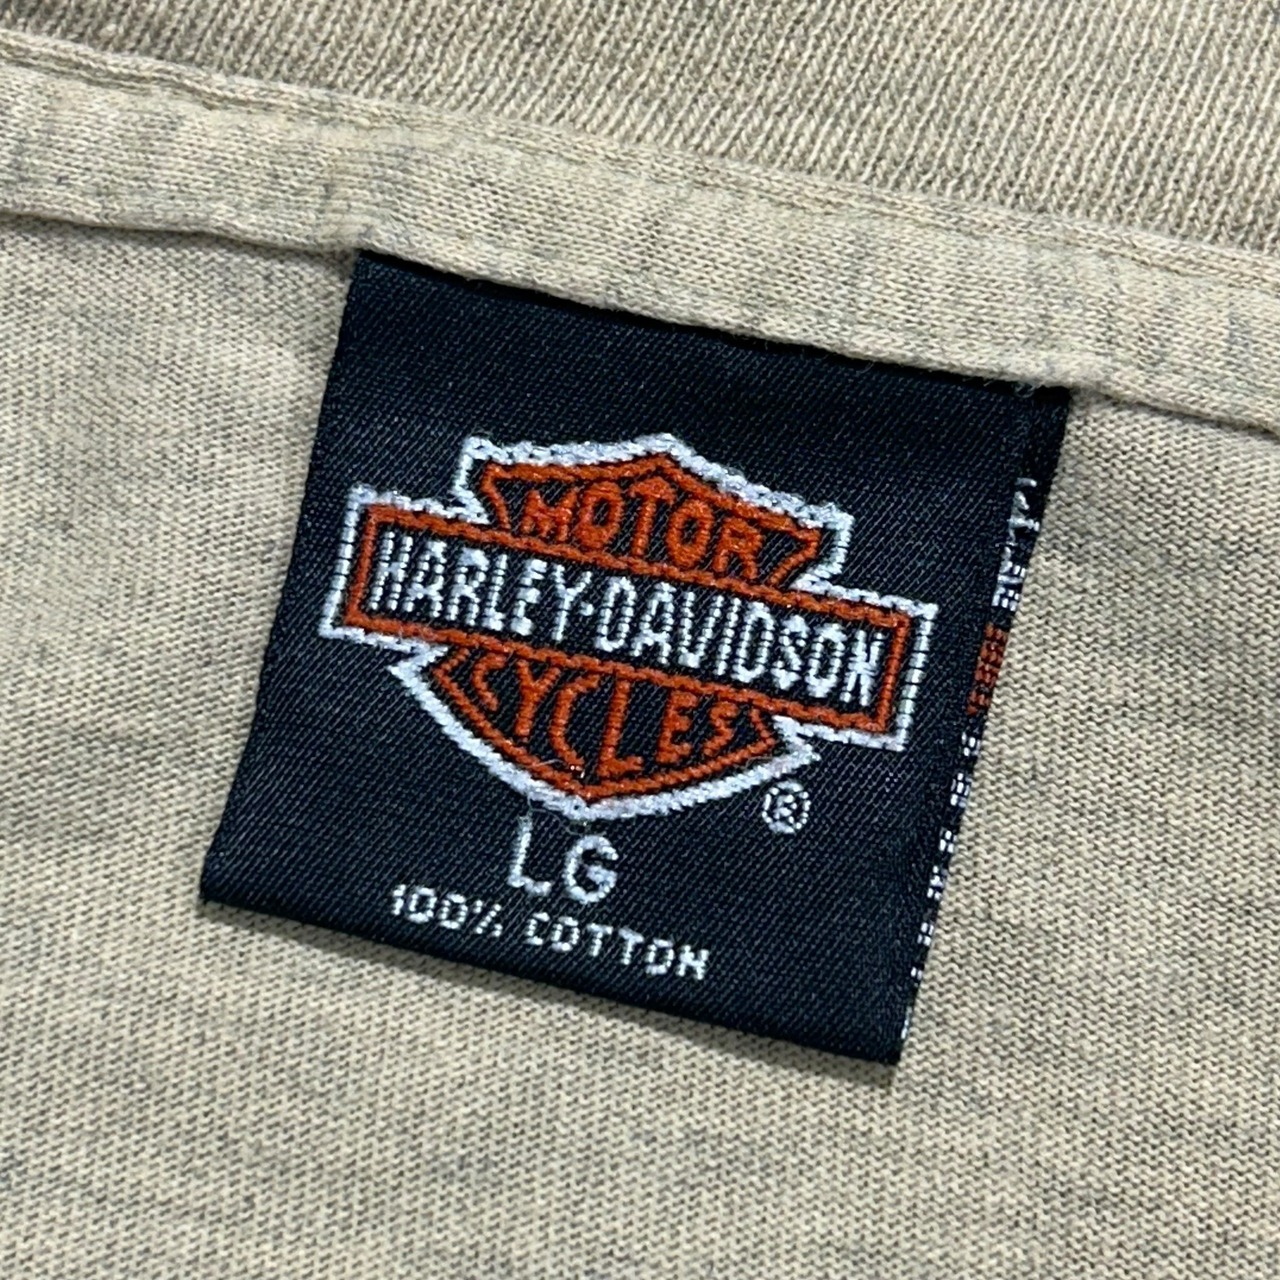 MOTOR
HARLEY-DAVIDSON
CYCLES
®
LG
100% COTTON